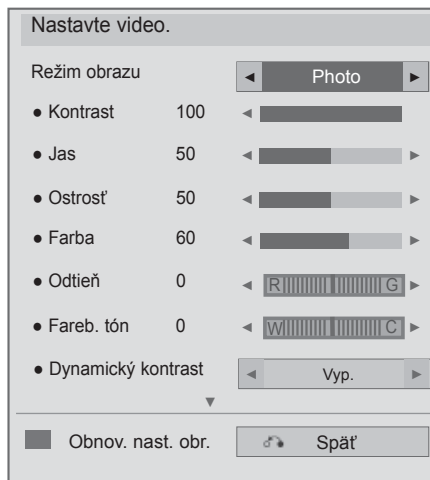 Nastavte video.
Režim obrazu ◄ Photo ►
● Kontrast 100 ◄
● Jas 50 ◄ ►
● Ostrosť 50 ◄ ►
● Farba 60 ◄ ►
● Odtieň 0 ◄ R G ►
● Fareb. tón 0 ◄ W C ►
● Dynamický kontrast ◄ Vyp. ►
▼
Obnov. nast. obr. Späť